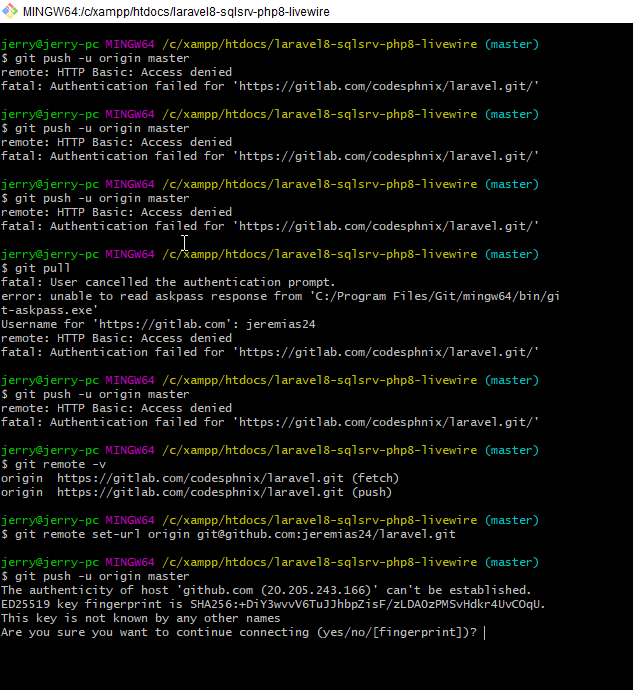 MINGW64:/c/xampp/htdocs/laravel8-sqlsrv-php8-livewire
jerry@jerry-pc MINGW64 /c/xampp/htdocs/laravel8-sqlsrv-php8-livewire (master)
$ git push -u origin master
remote: HTTP Basic: Access denied
fatal: Authentication failed for 'https://gitlab.com/codesphnix/laravel.git/'
jerry@jerry-pc MINGW64 /c/xampp/htdocs/laravel8-sqlsrv-php8-livewire (master)
$ git push -u origin master
remote: HTTP Basic: Access denied
fatal: Authentication failed for 'https://gitlab.com/codesphnix/laravel.git/'
jerry@jerry-pc MINGW64 /c/xampp/htdocs/laravel8-sqlsrv-php8-livewire (master)
$ git push -u origin master
remote: HTTP Basic: Access denied
fatal: Authentication failed for 'https://gitlab.com/codesphnix/laravel.git/'
jerry@jerry-pc MINGW64 /c/xampp/htdocs/laravel8-sqlsrv-php8-livewire (master)
$ git pull
fatal: User cancelled the authentication prompt.
error: unable to read askpass response from 'C:/Program Files/Git/mingw64/bin/gi
t-askpass.exe'
Username for 'https://gitlab.com': jeremias24
remote: HTTP Basic: Access denied
fatal: Authentication failed for 'https://gitlab.com/codesphnix/laravel.git/'
jerry@jerry-pc MINGW64 /c/xampp/htdocs/laravel8-sqlsrv-php8-livewire (master)
$ git push -u origin master
remote: HTTP Basic: Access denied
fatal: Authentication failed for 'https://gitlab.com/codesphnix/laravel.git/'
jerry@jerry-pc MINGW64 /c/xampp/htdocs/laravel8-sqlsrv-php8-livewire (master)
$ git remote -v
origin  https://gitlab.com/codesphnix/laravel.git (fetch)
origin  https://gitlab.com/codesphnix/laravel.git (push)
jerry@jerry-pc MINGW64 /c/xampp/htdocs/laravel8-sqlsrv-php8-livewire (master)
$ git remote set-url origin git@github.com:jeremias24/laravel.git
jerry@jerry-pc MINGW64 /c/xampp/htdocs/laravel8-sqlsrv-php8-livewire (master)
$ git push -u origin master
The authenticity of host 'github.com (20.205.243.166)' can't be established.
ED25519 key fingerprint is SHA256:+DiY3wvvV6TuJJhbpZisF/zLDA0zPMSvHdkr4UvCOqU.
This key is not known by any other names
Are you sure you want to continue connecting (yes/no/[fingerprint])?